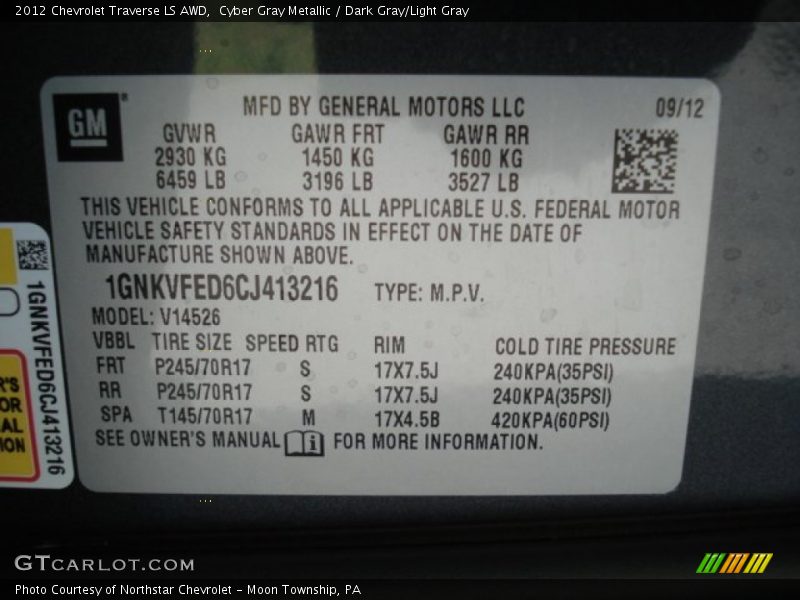 2012 Chevrolet Traverse LS AWD,  Cyber Gray Metallic / Dark Gray/Light Gray
GM
MFD BY GENERAL MOTORS LLC 09/12
GVWR GAWR FRT GAWR RR
2930 KG 1450 KG 1600 KG
6459 LB 3196 LB 3527 LB
THIS VEHICLE CONFORMS TO ALL APPLICABLE U.S. FEDERAL MOTOR
VEHICLE SAFETY STANDARDS IN EFFECT ON THE DATE OF
MANUFACTURE SHOWN ABOVE.
1GNKVFED6CJ413216 TYPE: M.P.V.
MODEL: V14526
VBBL TIRE SIZE SPEED RTG RIM COLD TIRE PRESSURE
FRT P245/70R17 S 17X7.5J 240KPA(35PSI)
RR P245/70R17 S 17X7.5J 240KPA(35PSI)
SPA T145/70R17 M 17X4.5B 420KPA(60PSI)
SEE OWNER'S MANUAL i FOR MORE INFORMATION.
1GNKVFED6CJ413216
GTCARLOT.COM
Photo Courtesy of Northstar Chevrolet - Moon Township, PA